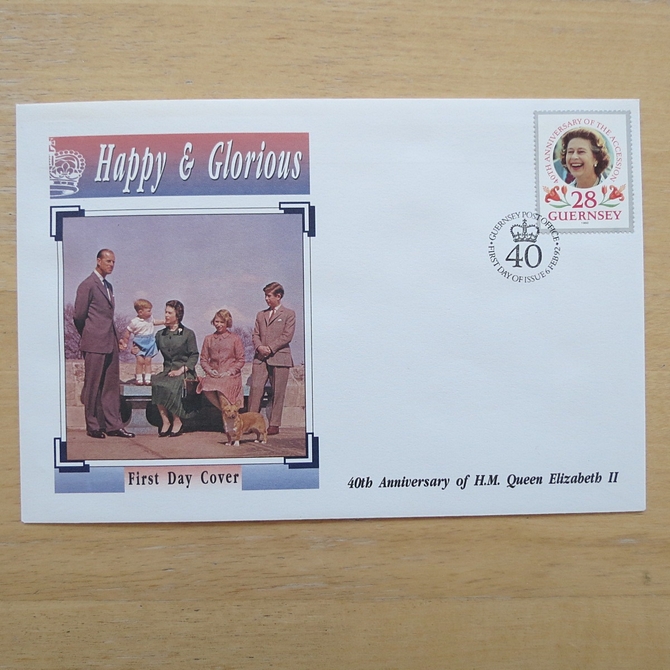 Happy & Glorious
40TH ANNIVERSARY OF THE ACCESSION
28
GUERNSEY
GUERNSEY POST OFFICE
40
FIRST DAY OF ISSUE 6 FEB 92
First Day Cover
40th Anniversary of H.M. Queen Elizabeth II